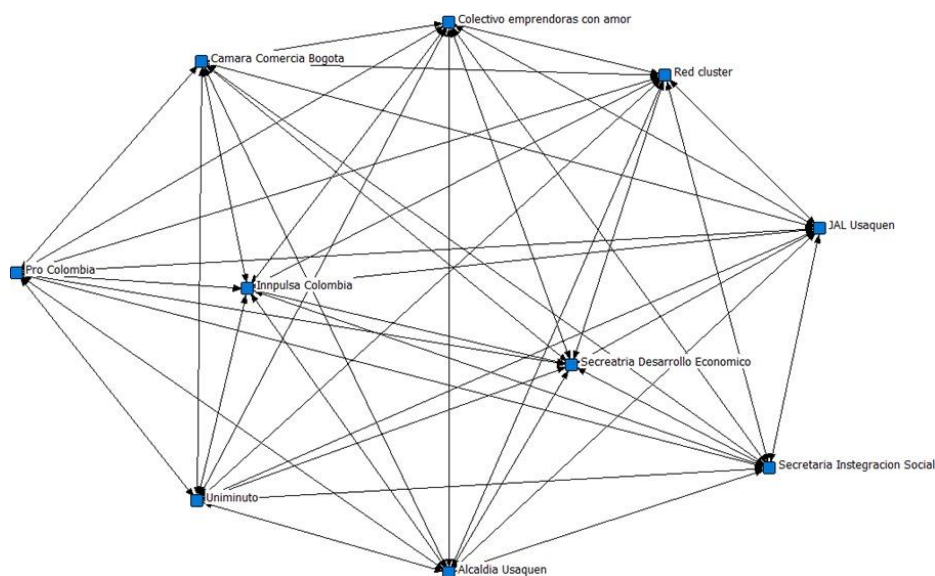 Colectivo emprendoras con amor
Camara Comercia Bogota
Red cluster
JAL Usaquen
Pro Colombia
Innpulsa Colombia
Secreatria Desarrollo Economico
Secretaria Instegracion Social
Uniminuto
Alcaldia Usaquen